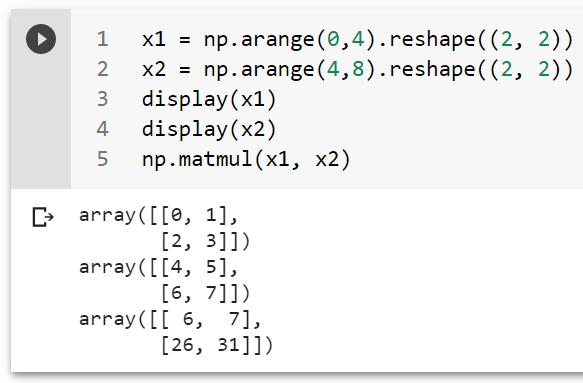 1 x1 = np.arange(0,4).reshape((2, 2))
2 x2 = np.arange(4,8).reshape((2, 2))
3 display(x1)
4 display(x2)
5 np.matmul(x1, x2)
array([[0, 1],
       [2, 3]])
array([[4, 5],
       [6, 7]])
array([[ 6,  7],
       [26, 31]])